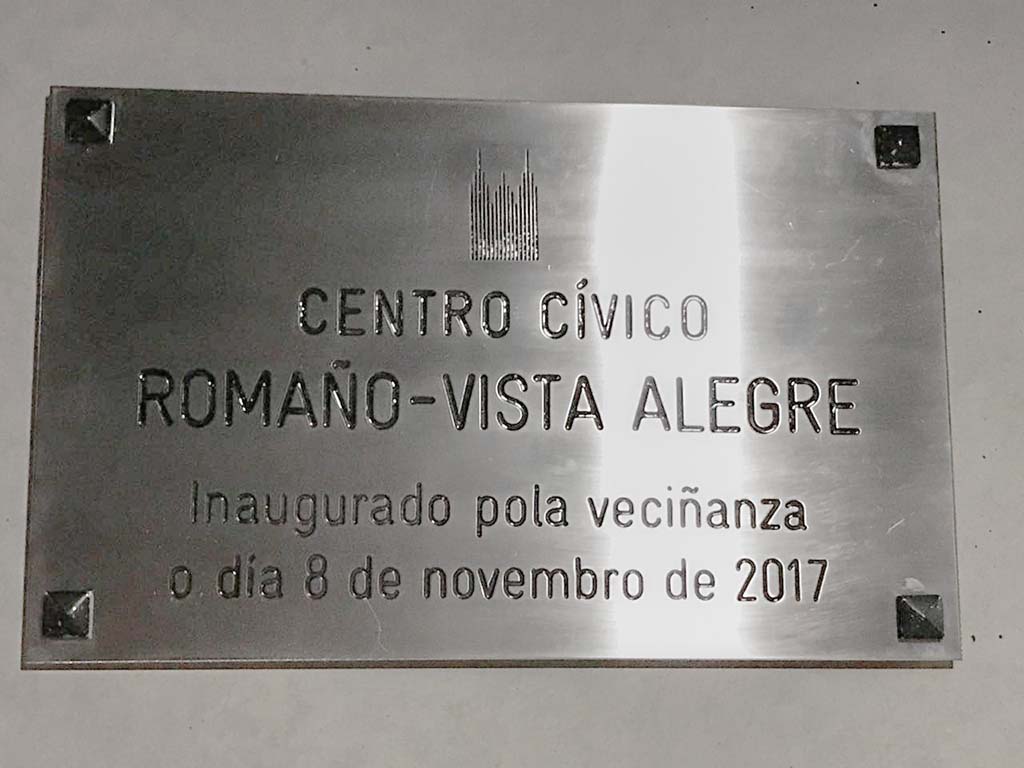 CENTRO CÍVICO
ROMAÑO-VISTA ALEGRE
Inaugurado pola veciñanza
o día 8 de novembro de 2017